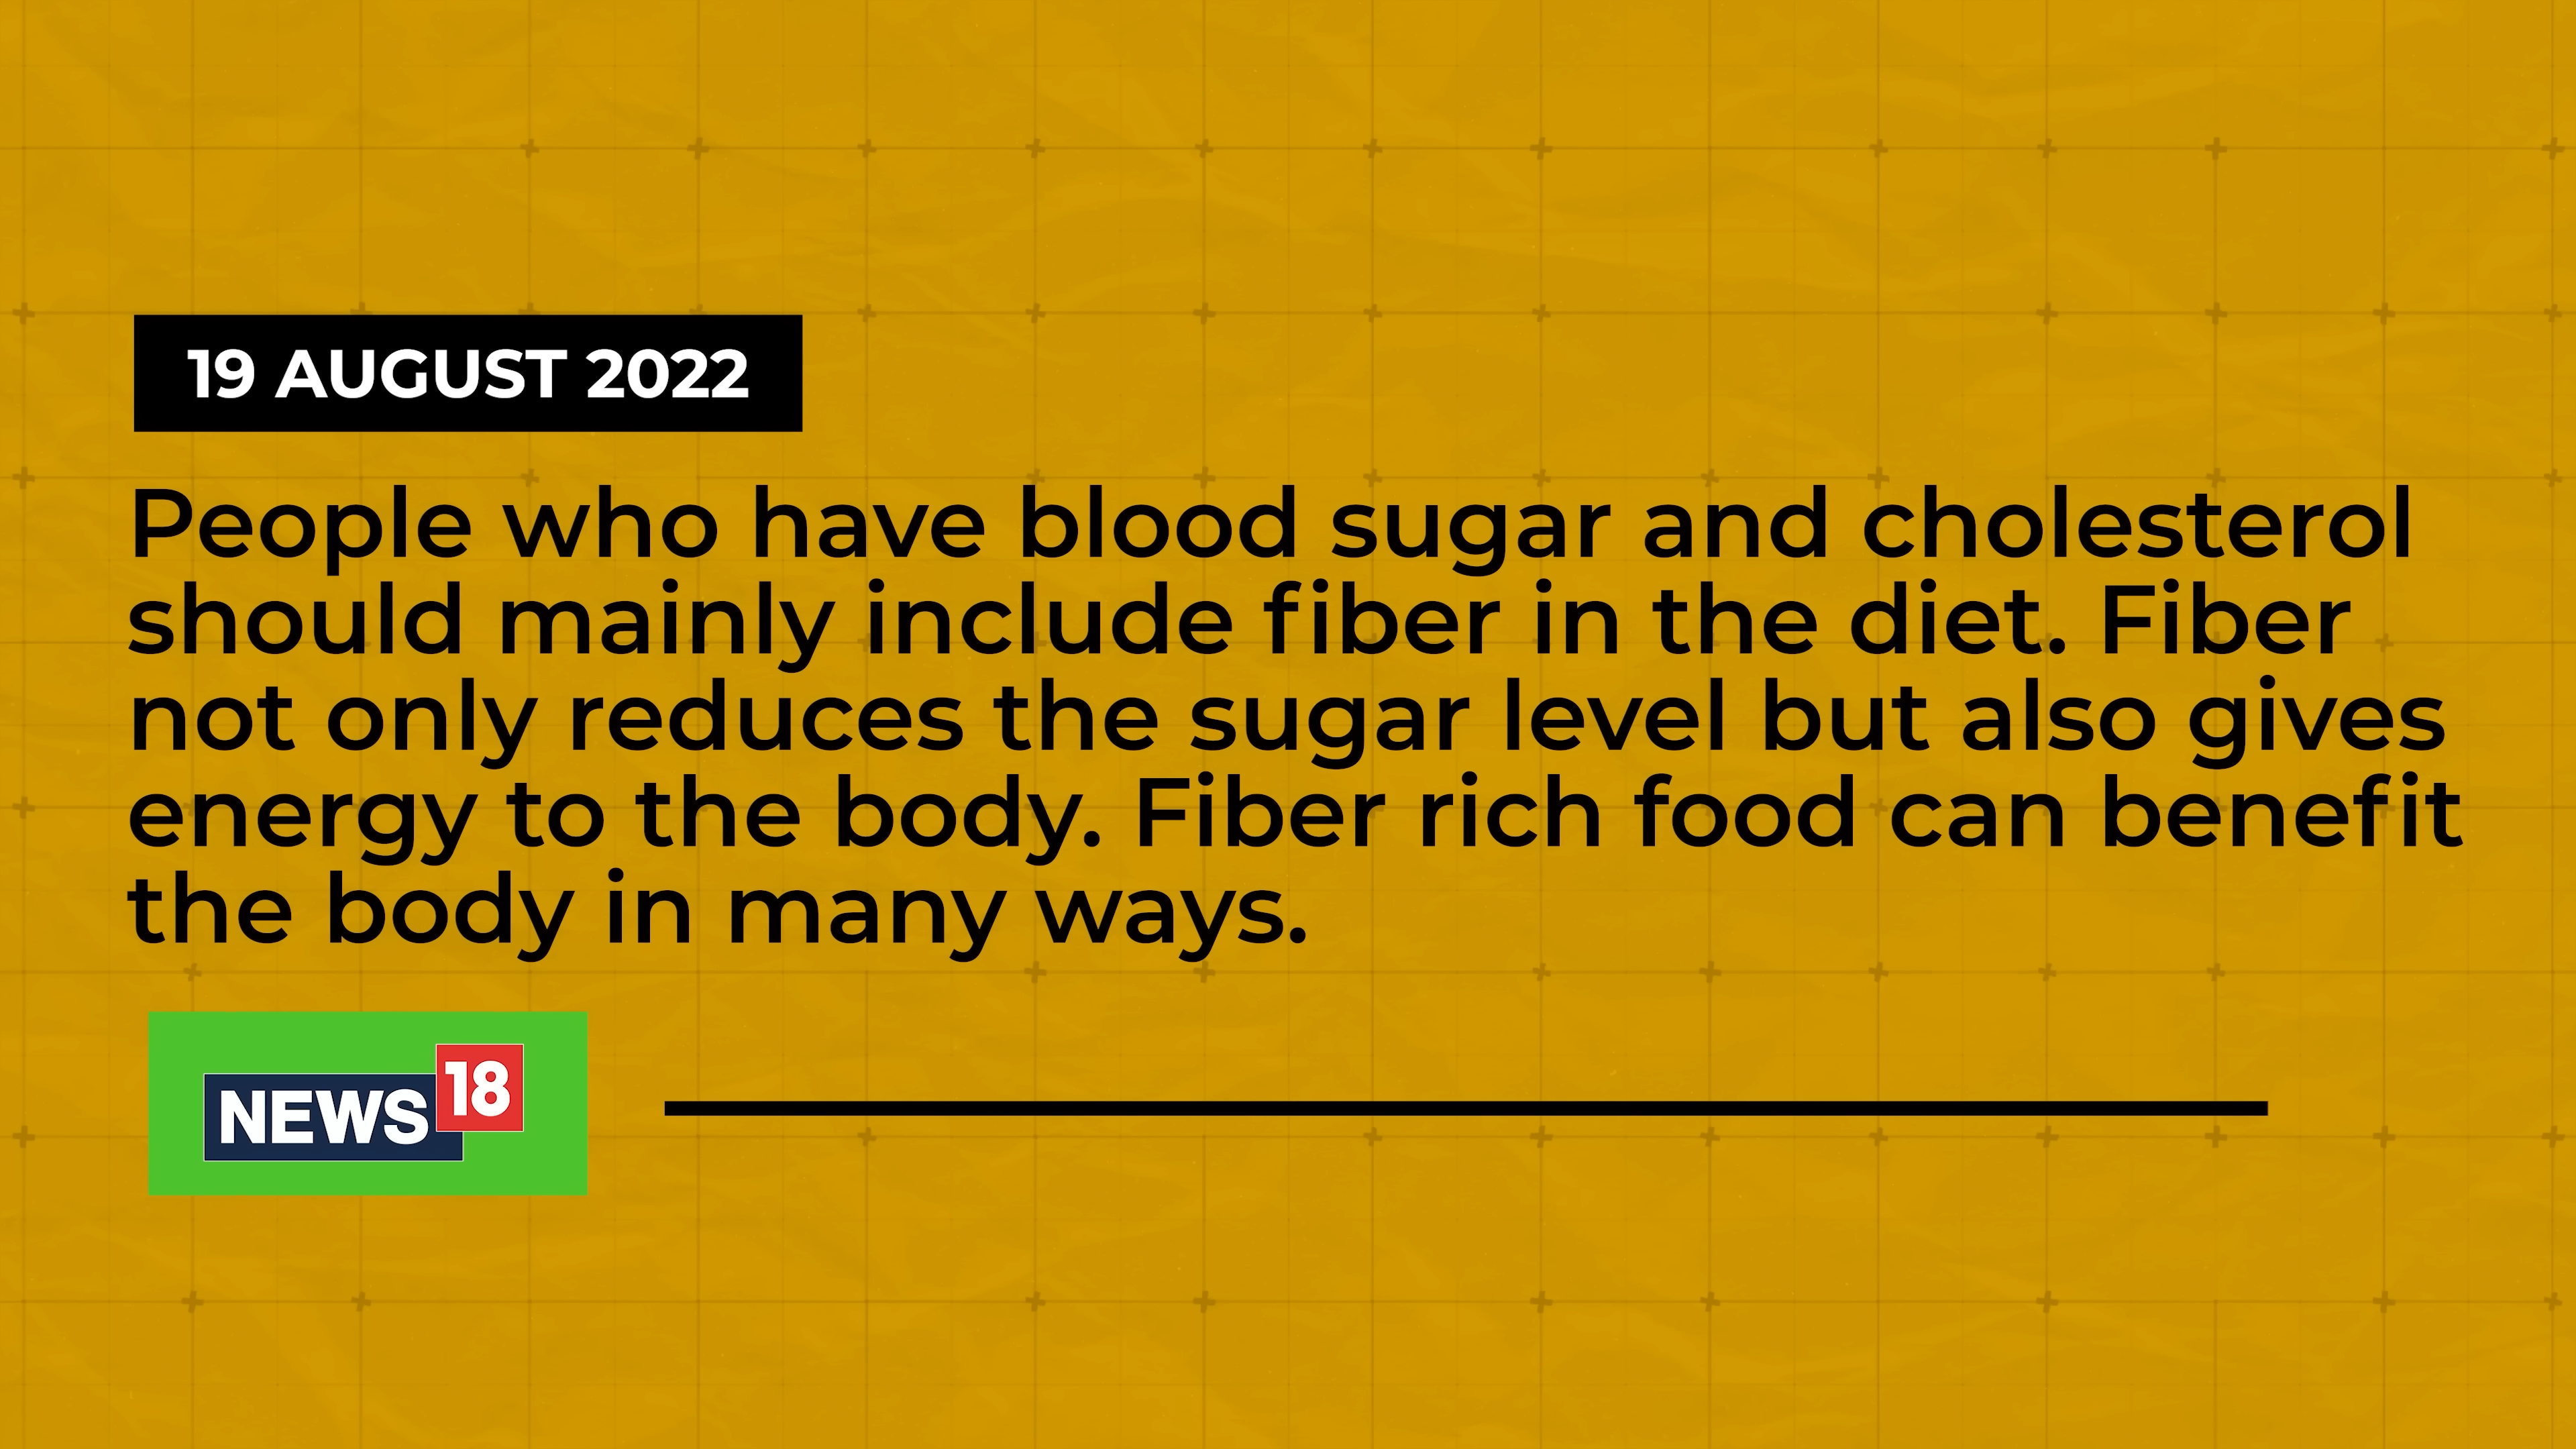 19 AUGUST 2022
People who have blood sugar and cholesterol
should mainly include fiber in the diet. Fiber
not only reduces the sugar level but also gives
energy to the body. Fiber rich food can benefit
the body in many ways.
NEWS 18